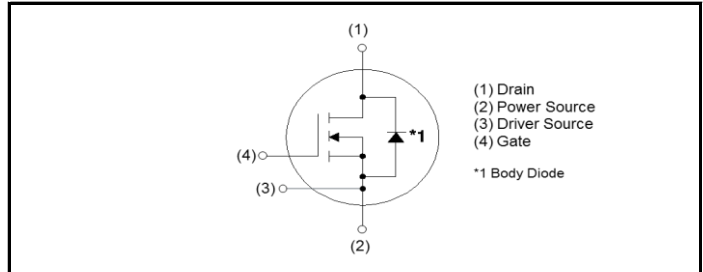 (1)
(1) Drain
(2) Power Source
(3) Driver Source
(4) Gate
*1 Body Diode
*1
(4)
(3)
(2)